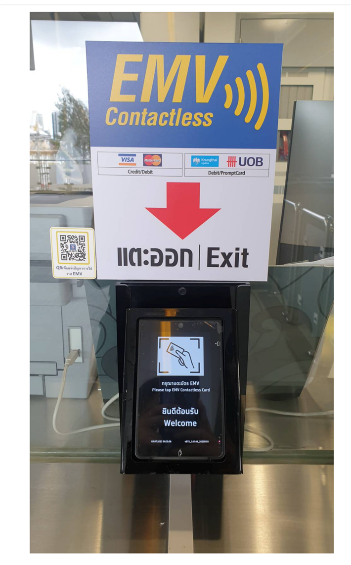 EMV
Contactless
VISA
Credit/Debit
UOB
Debit/PromptCard
แตะออก | Exit
กรุณาแตะบัตร EMV
Please tap EMV Contactless Card
ยินดีต้อนรับ
Welcome